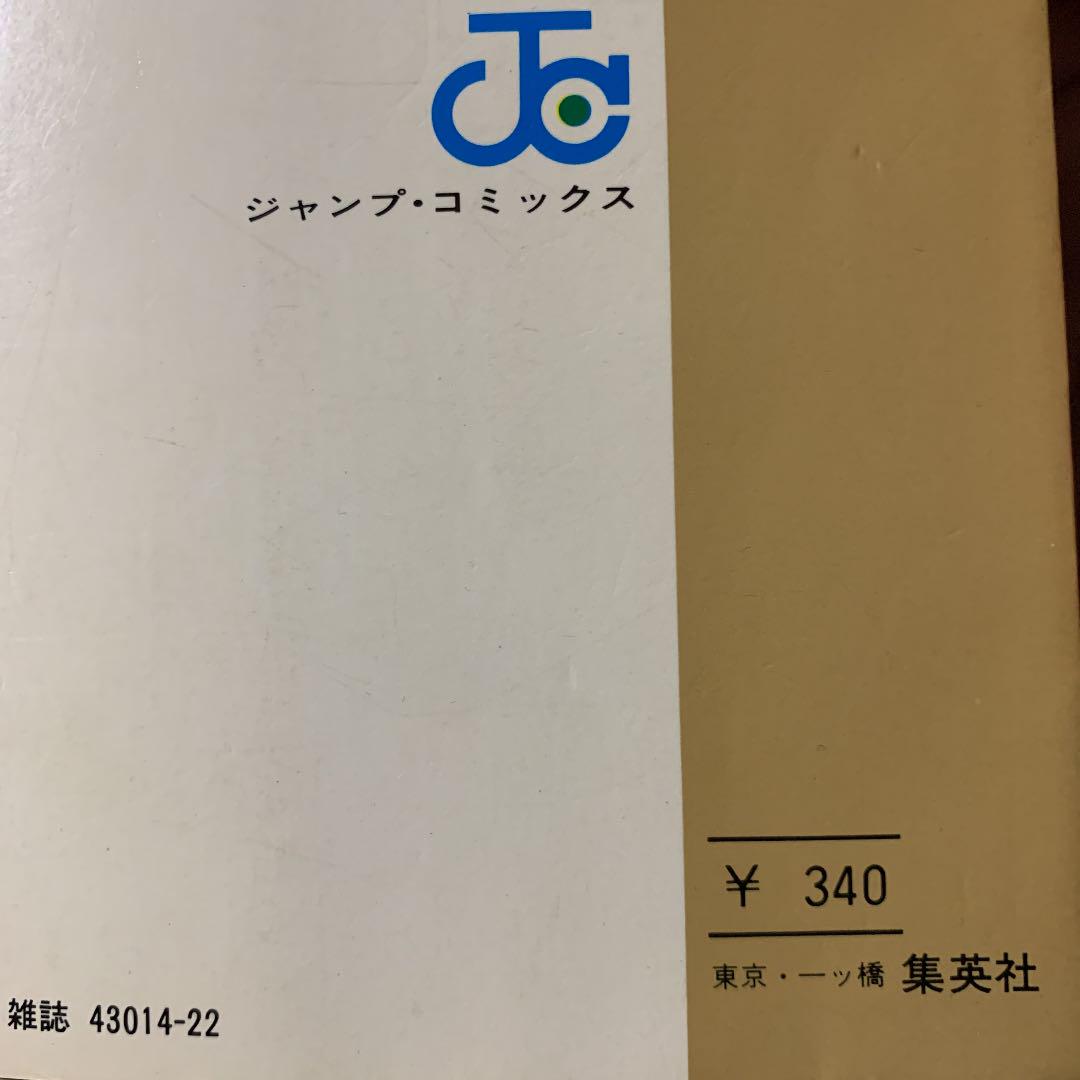 JC
ジャンプ・コミックス
¥ 340
東京・一ッ橋 集英社
雑誌 43014-22